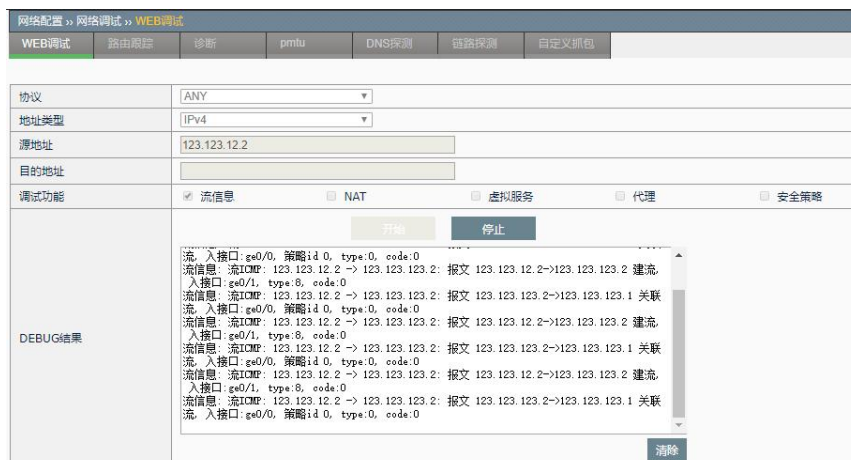 网络配置 ›› 网络调试 ›› WEB调试
WEB调试 路由跟踪 诊断 pmtu DNS探测 链路探测 自定义抓包
协议 ANY
地址类型 IPv4
源地址 123.123.12.2
目的地址
调试功能 流信息 NAT 虚拟服务 代理 安全策略
开始 停止
DEBUG结果
流, 入接口:ge0/0, 策略id 0, type:0, code:0
流信息: 流ICMP: 123.123.12.2 -> 123.123.123.2: 报文 123.123.12.2->123.123.123.2 建流,
入接口:ge0/1, type:8, code:0
流信息: 流ICMP: 123.123.12.2 -> 123.123.123.2: 报文 123.123.123.2->123.123.123.1 关联
流, 入接口:ge0/0, 策略id 0, type:0, code:0
流信息: 流ICMP: 123.123.12.2 -> 123.123.123.2: 报文 123.123.12.2->123.123.123.2 建流,
入接口:ge0/1, type:8, code:0
流信息: 流ICMP: 123.123.12.2 -> 123.123.123.2: 报文 123.123.123.2->123.123.123.1 关联
流, 入接口:ge0/0, 策略id 0, type:0, code:0
流信息: 流ICMP: 123.123.12.2 -> 123.123.123.2: 报文 123.123.12.2->123.123.123.2 建流,
入接口:ge0/1, type:8, code:0
流信息: 流ICMP: 123.123.12.2 -> 123.123.123.2: 报文 123.123.123.2->123.123.123.1 关联
流, 入接口:ge0/0, 策略id 0, type:0, code:0
清除